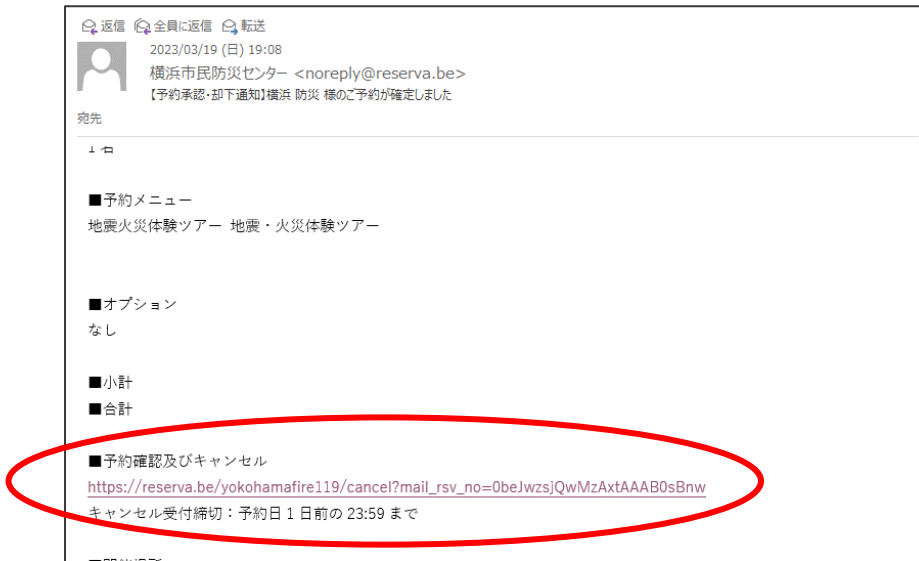 返信 全員に返信 転送
2023/03/19 (日) 19:08
横浜市民防災センター <noreply@reserva.be>
【予約承認・却下通知】横浜 防災 様のご予約が確定しました
宛先
1 名
■予約メニュー
地震火災体験ツアー 地震・火災体験ツアー
■オプション
なし
■小計
■合計
■予約確認及びキャンセル
https://reserva.be/yokohamafire119/cancel?mail_rsv_no=0beJwzsjQwMzAxtAAAB0sBnw
キャンセル受付締切：予約日 1 日前の 23:59 まで